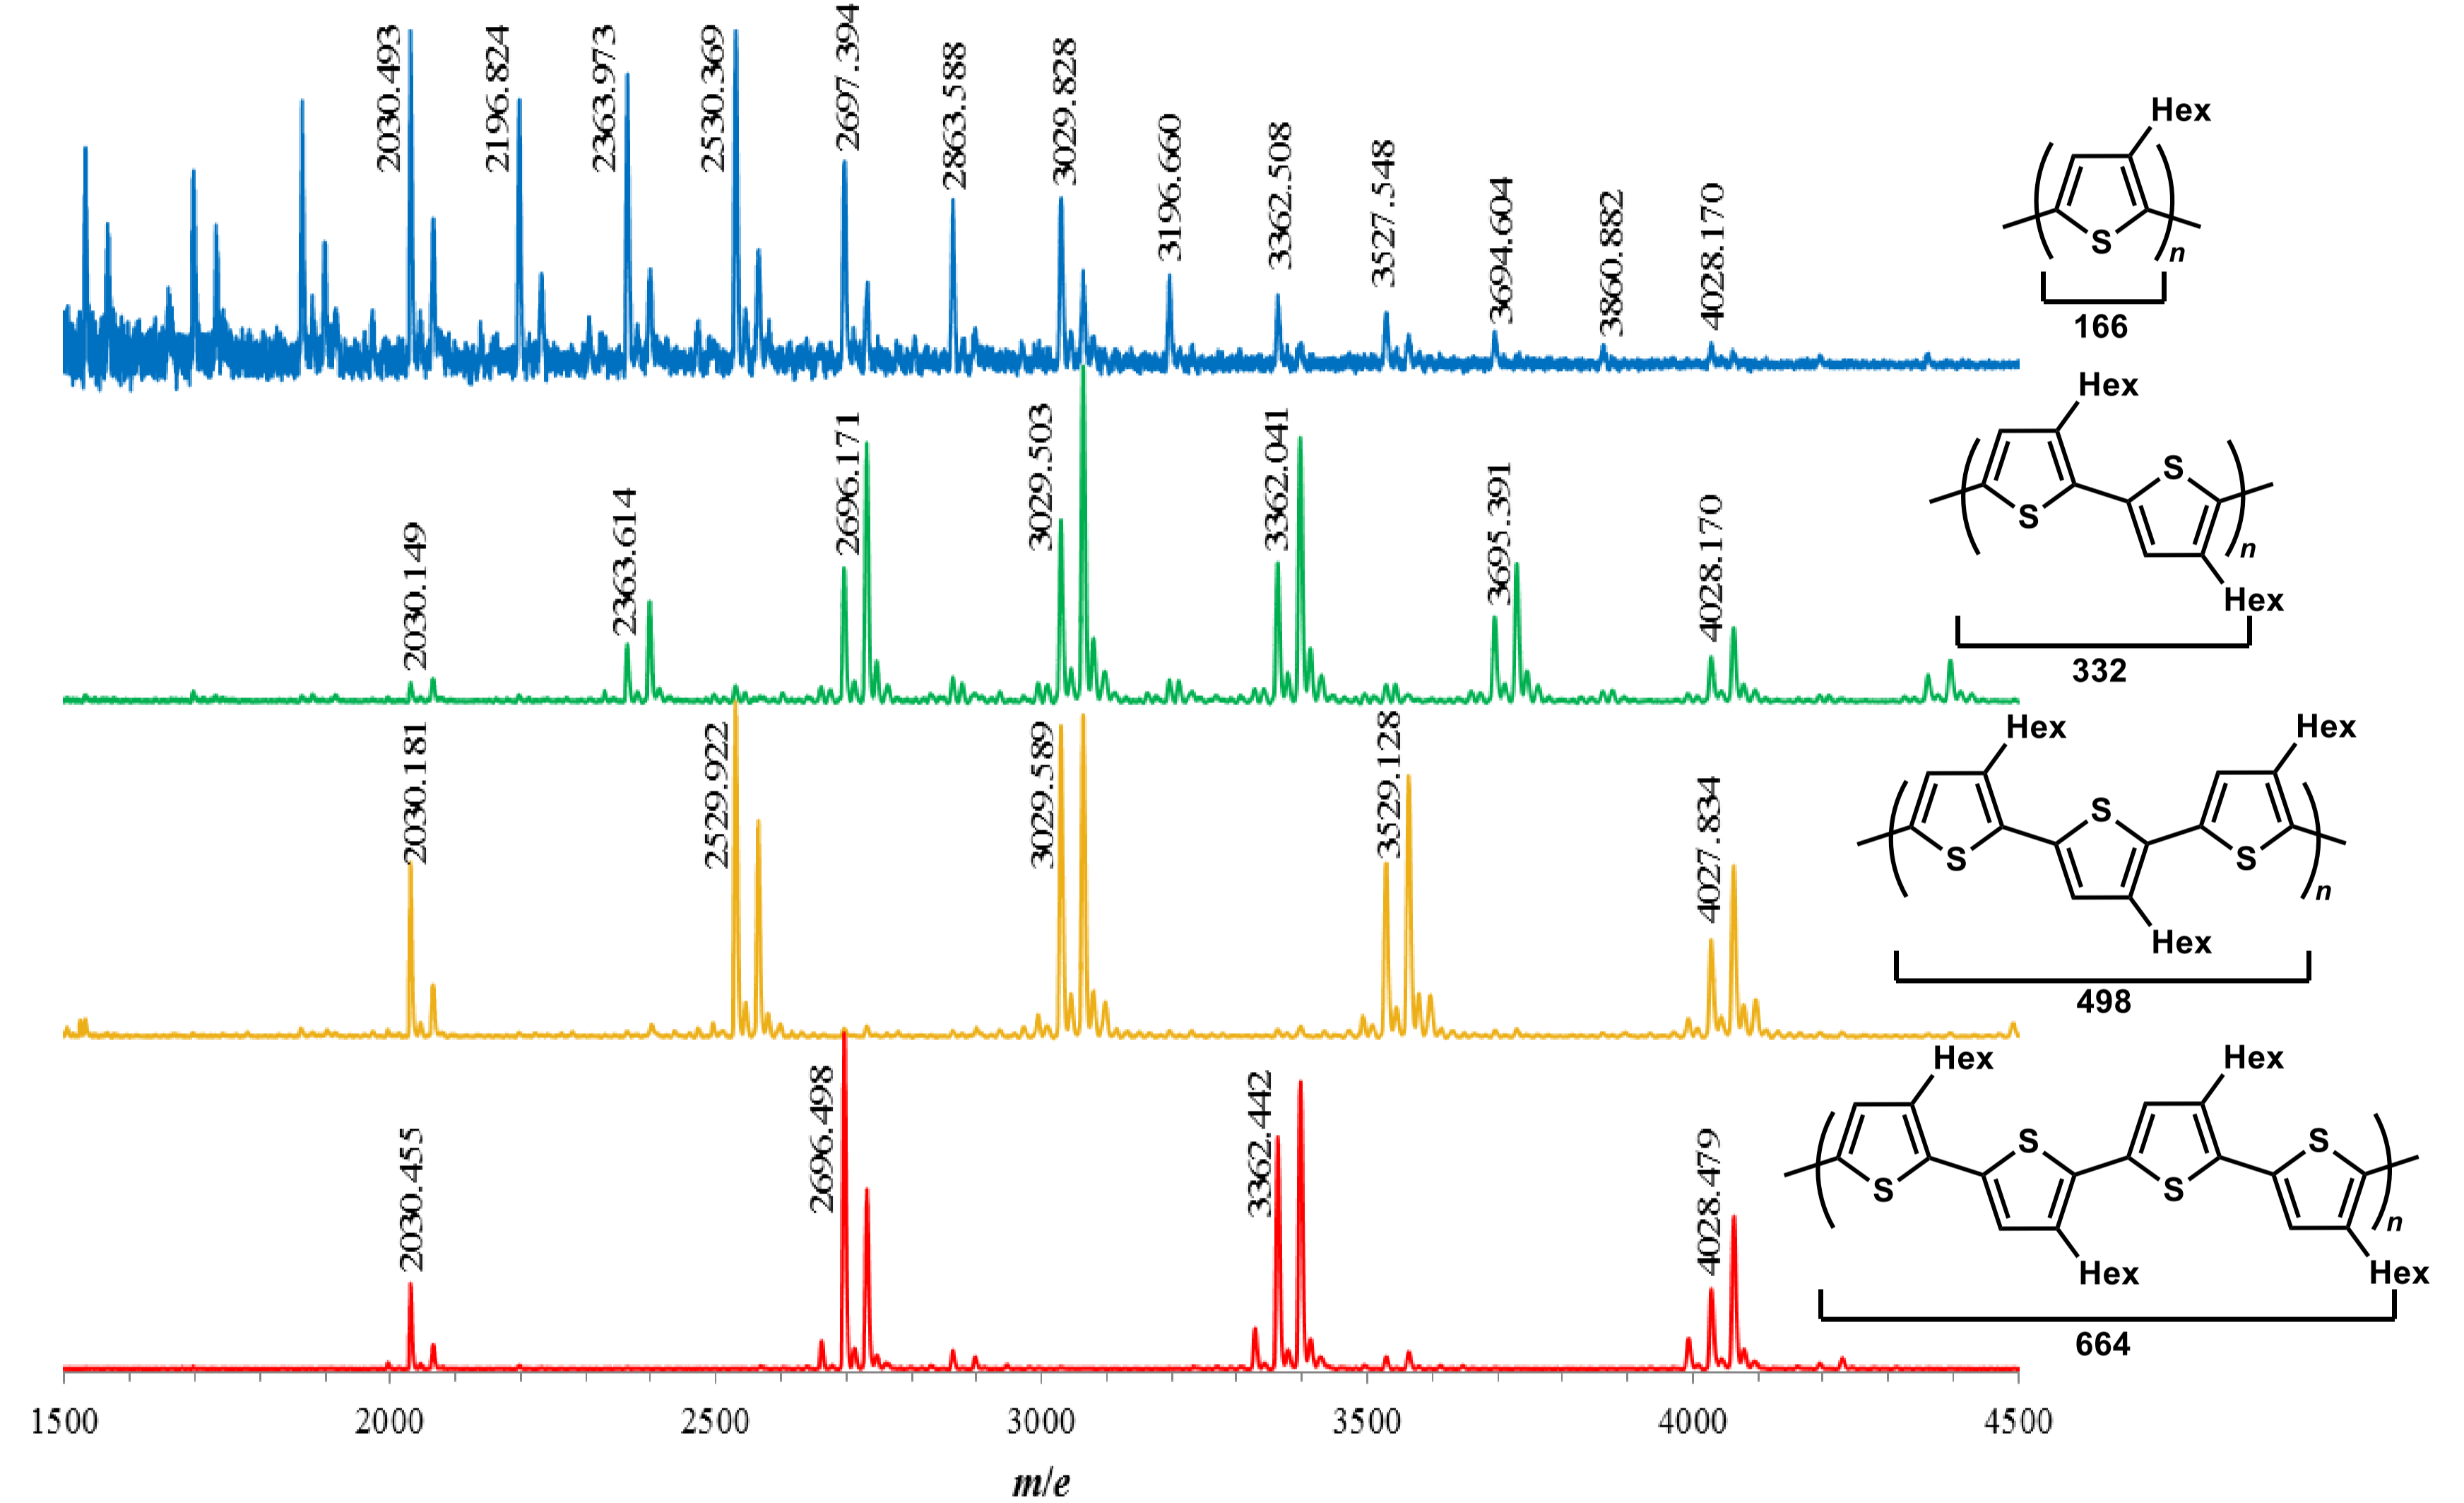 2030.493
2196.824
2363.973
2530.369
2697.394
2863.588
3029.828
3196.660
3362.508
3527.548
3694.604
3860.882
4028.170
Hex
S
n
166
2030.149
2363.614
2696.171
3029.503
3362.041
3695.391
4028.170
Hex
S
S
n
Hex
332
2030.181
2529.922
3029.589
3529.128
4027.834
Hex
Hex
S
S
S
n
Hex
498
2030.455
2696.498
3362.442
4028.479
Hex
Hex
S
S
S
S
n
Hex
Hex
664
1500 2000 2500 3000 3500 4000 4500
m/e